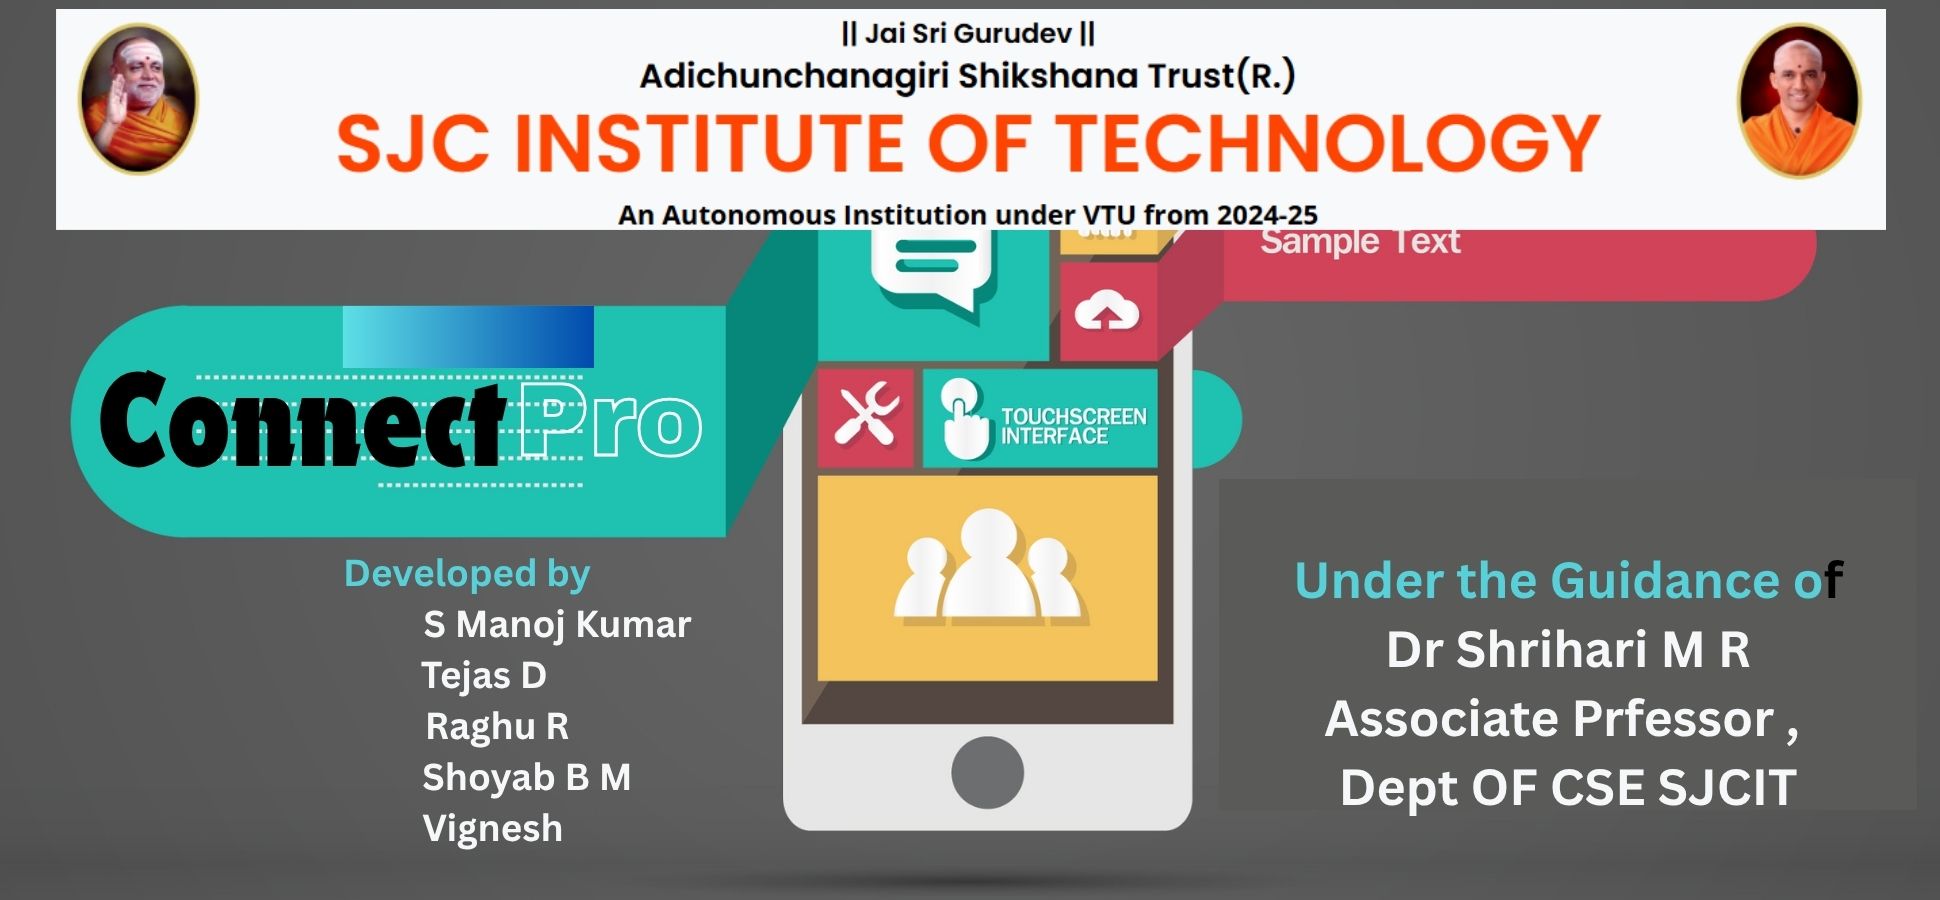 || Jai Sri Gurudev ||
Adichunchanagiri Shikshana Trust(R.)
SJC INSTITUTE OF TECHNOLOGY
An Autonomous Institution under VTU from 2024-25
Sample Text
ConnectPro
TOUCHSCREEN
INTERFACE
Developed by
S Manoj Kumar
Tejas D
Raghu R
Shoyab B M
Vignesh
Under the Guidance of
Dr Shrihari M R
Associate Prfessor ,
Dept OF CSE SJCIT